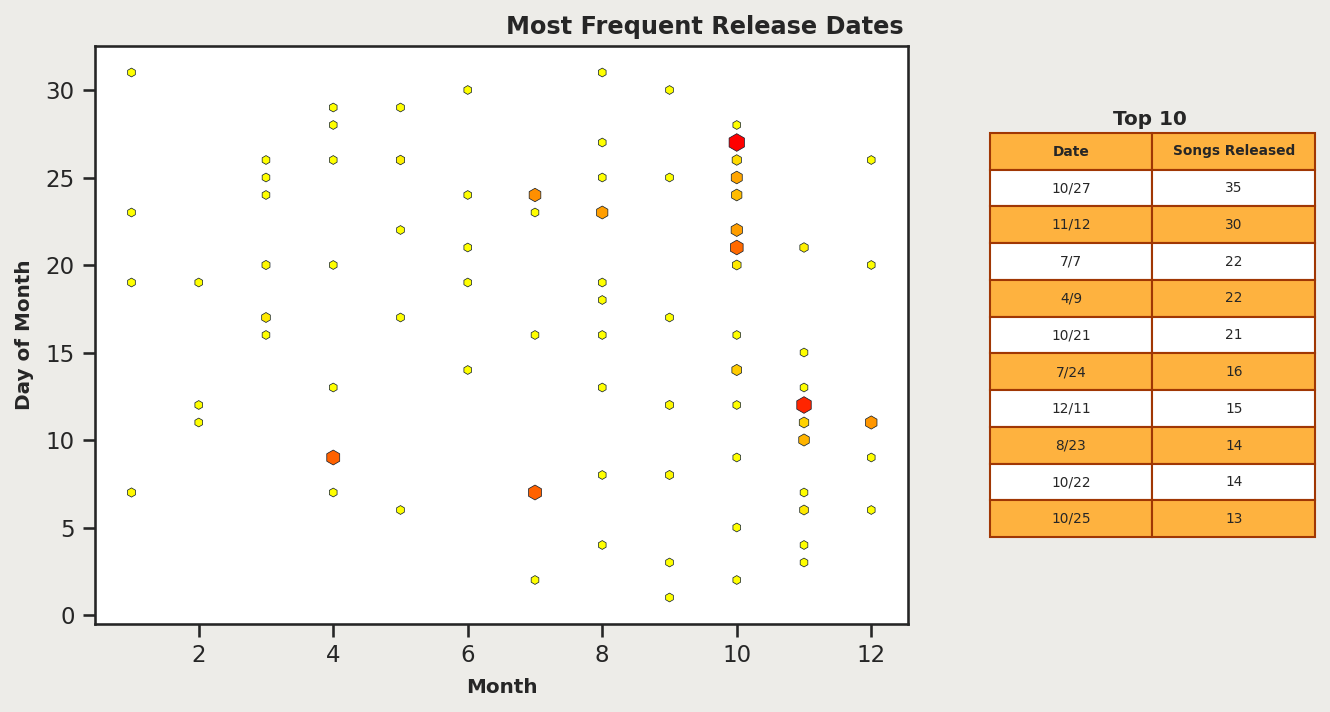 Most Frequent Release Dates
30
25
20
15
10
5
0
Day of Month
2 4 6 8 10 12
Month
Top 10
Date Songs Released
10/27 35
11/12 30
7/7 22
4/9 22
10/21 21
7/24 16
12/11 15
8/23 14
10/22 14
10/25 13